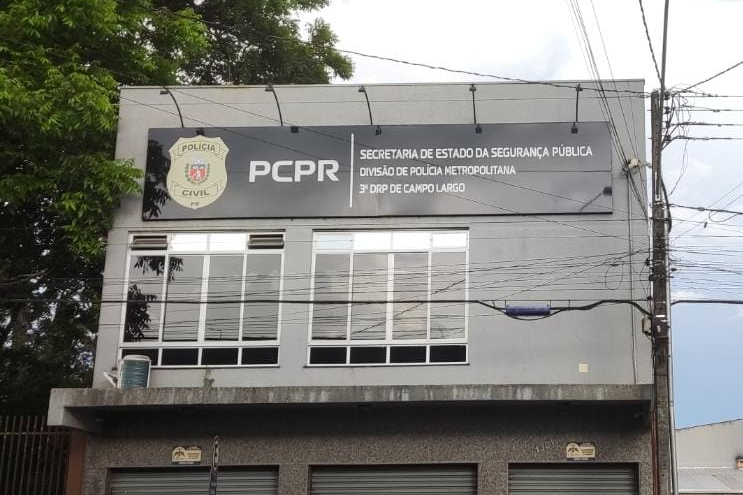 POLÍCIA
CIVIL
PR
PCPR
SECRETARIA DE ESTADO DA SEGURANÇA PÚBLICA
DIVISÃO DE POLÍCIA METROPOLITANA
3ª DRP DE CAMPO LARGO